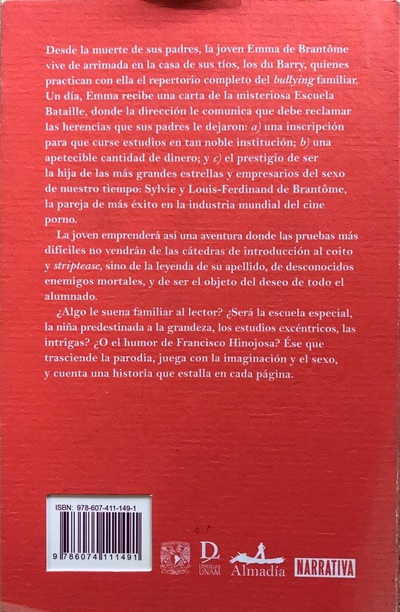 Desde la muerte de sus padres, la joven Emma de Brantôme
vive de arrimada en la casa de sus tíos, los du Barry, quienes
practican con ella el repertorio completo del bullying familiar.
Un día, Emma recibe una carta de la misteriosa Escuela
Bataille, donde la dirección le comunica que debe reclamar
las herencias que sus padres le dejaron: a) una inscripción
para que curse estudios en tan noble institución; b) una
apetecible cantidad de dinero; y c) el prestigio de ser
la hija de las más grandes estrellas y empresarios del sexo
de nuestro tiempo: Sylvie y Louis-Ferdinand de Brantôme,
la pareja de más éxito en la industria mundial del cine
porno.
La joven emprenderá así una aventura donde las pruebas más
difíciles no vendrán de las cátedras de introducción al coito
y striptease, sino de la leyenda de su apellido, de desconocidos
enemigos mortales, y de ser el objeto del deseo de todo el
alumnado.
¿Algo le suena familiar al lector? ¿Será la escuela especial,
la niña predestinada a la grandeza, los estudios excéntricos, las
intrigas? ¿O el humor de Francisco Hinojosa? Ése que
trasciende la parodia, juega con la imaginación y el sexo,
y cuenta una historia que estalla en cada página.
ISBN: 978-607-411-149-1
9 786074 111491
DL
Literatura
UNAM
Almadía
NARRATIVA